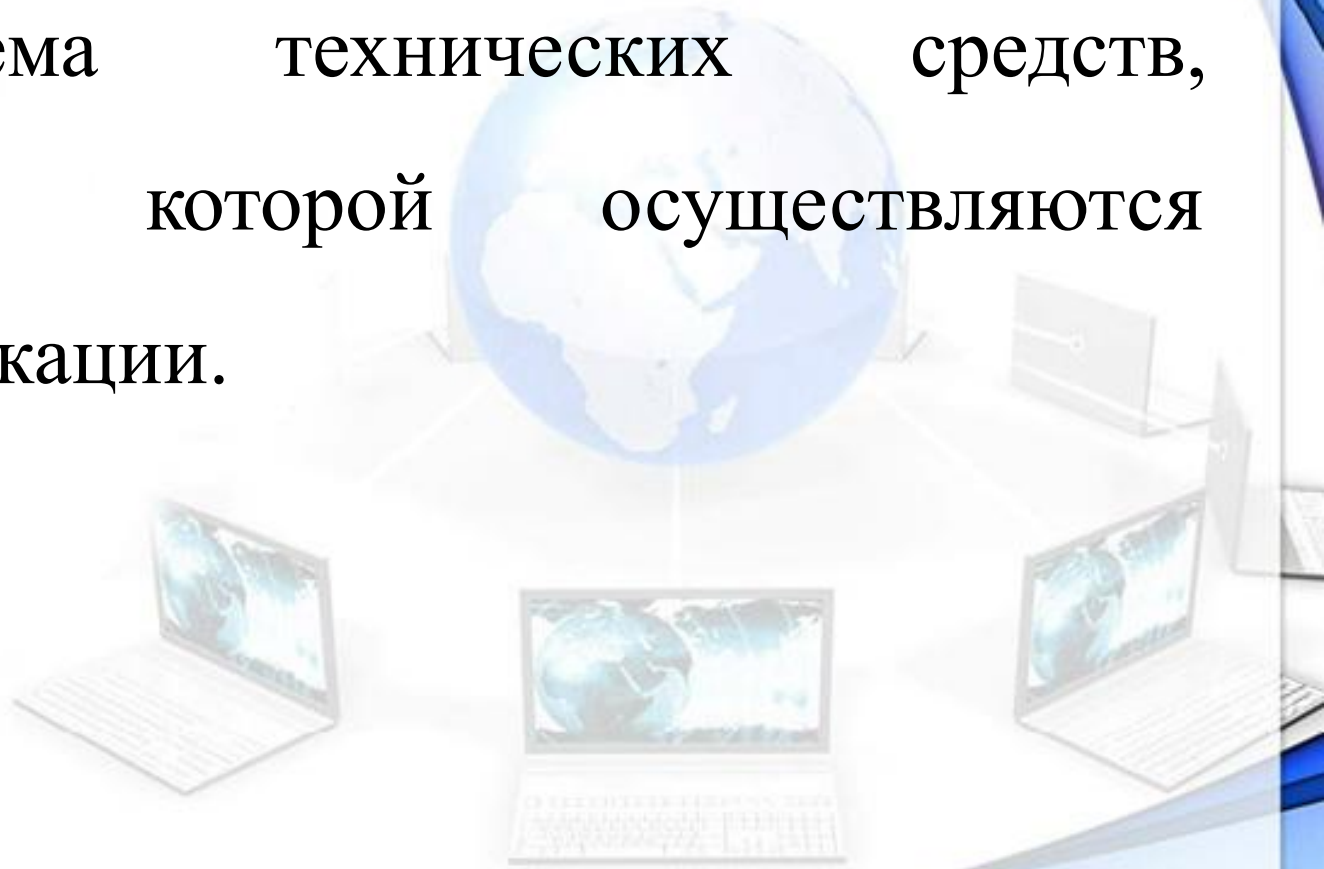 ема технических средств,
которой осуществляются
кации.